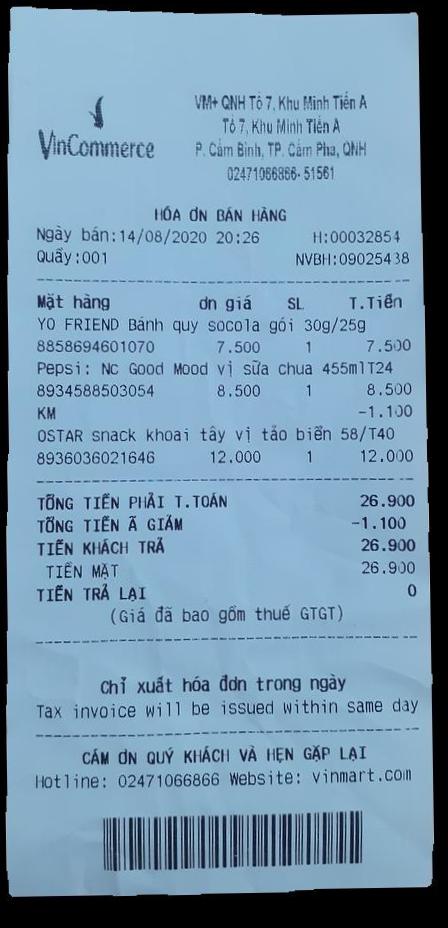 VinCommerce
VM+ QNH Tổ 7, Khu Minh Tiến A
Tổ 7, Khu Minh Tiến A
P. Cẩm Bình, TP. Cẩm Phả, QNH
02471066866-51561
HÓA ƠN BÁN HÀNG
Ngày bán:14/08/2020 20:26 H:00032854
Quầy:001 NVBH:09025438
Mặt hàng ơn giá SL T.Tiền
YO FRIEND Bánh quy socola gói 30g/25g
8858694601070 7.500 1 7.500
Pepsi: NC Good Mood vị sữa chua 455mlT24
8934588503054 8.500 1 8.500
KM -1.100
OSTAR snack khoai tây vị tảo biển 58/T40
8936036021646 12.000 1 12.000
TỔNG TIỀN PHẢI T.TOÁN 26.900
TỔNG TIỀN Ã GIẢM -1.100
TIỀN KHÁCH TRẢ 26.900
TIỀN MẶT 26.900
TIỀN TRẢ LẠI 0
(Giá đã bao gồm thuế GTGT)
Chỉ xuất hóa đơn trong ngày
Tax invoice will be issued within same day
CẢM ƠN QUÝ KHÁCH VÀ HẸN GẶP LẠI
Hotline: 02471066866 Website: vinmart.com